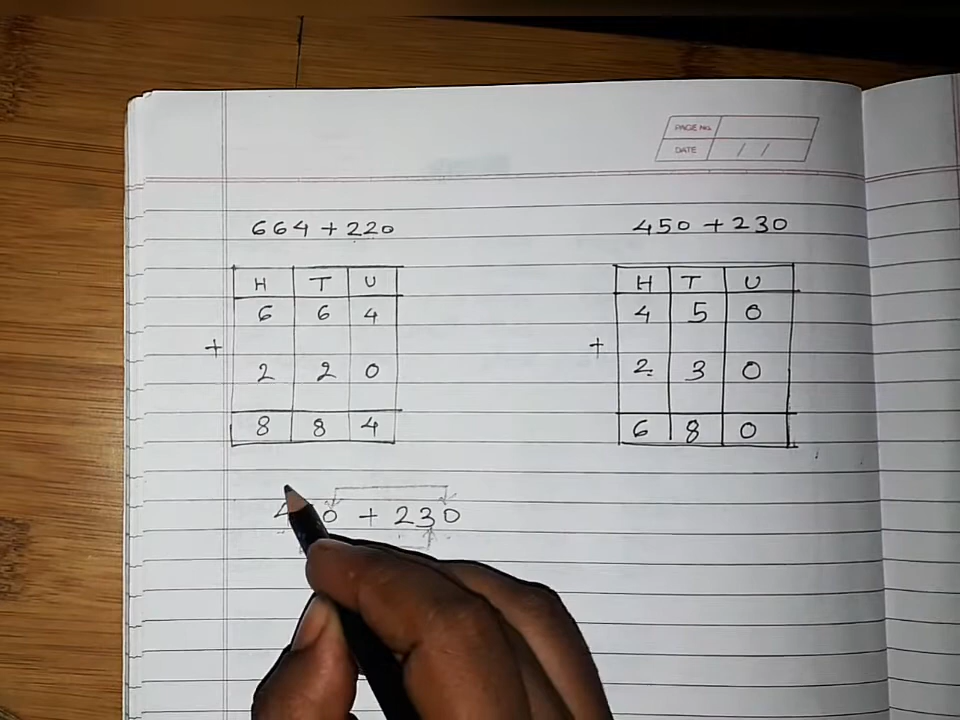 PAGE NO.
DATE / /
664 + 220
H T U
6 6 4
+
2 2 0
8 8 4
450 + 230
H T U
4 5 0
+
2 3 0
6 8 0
0 + 230